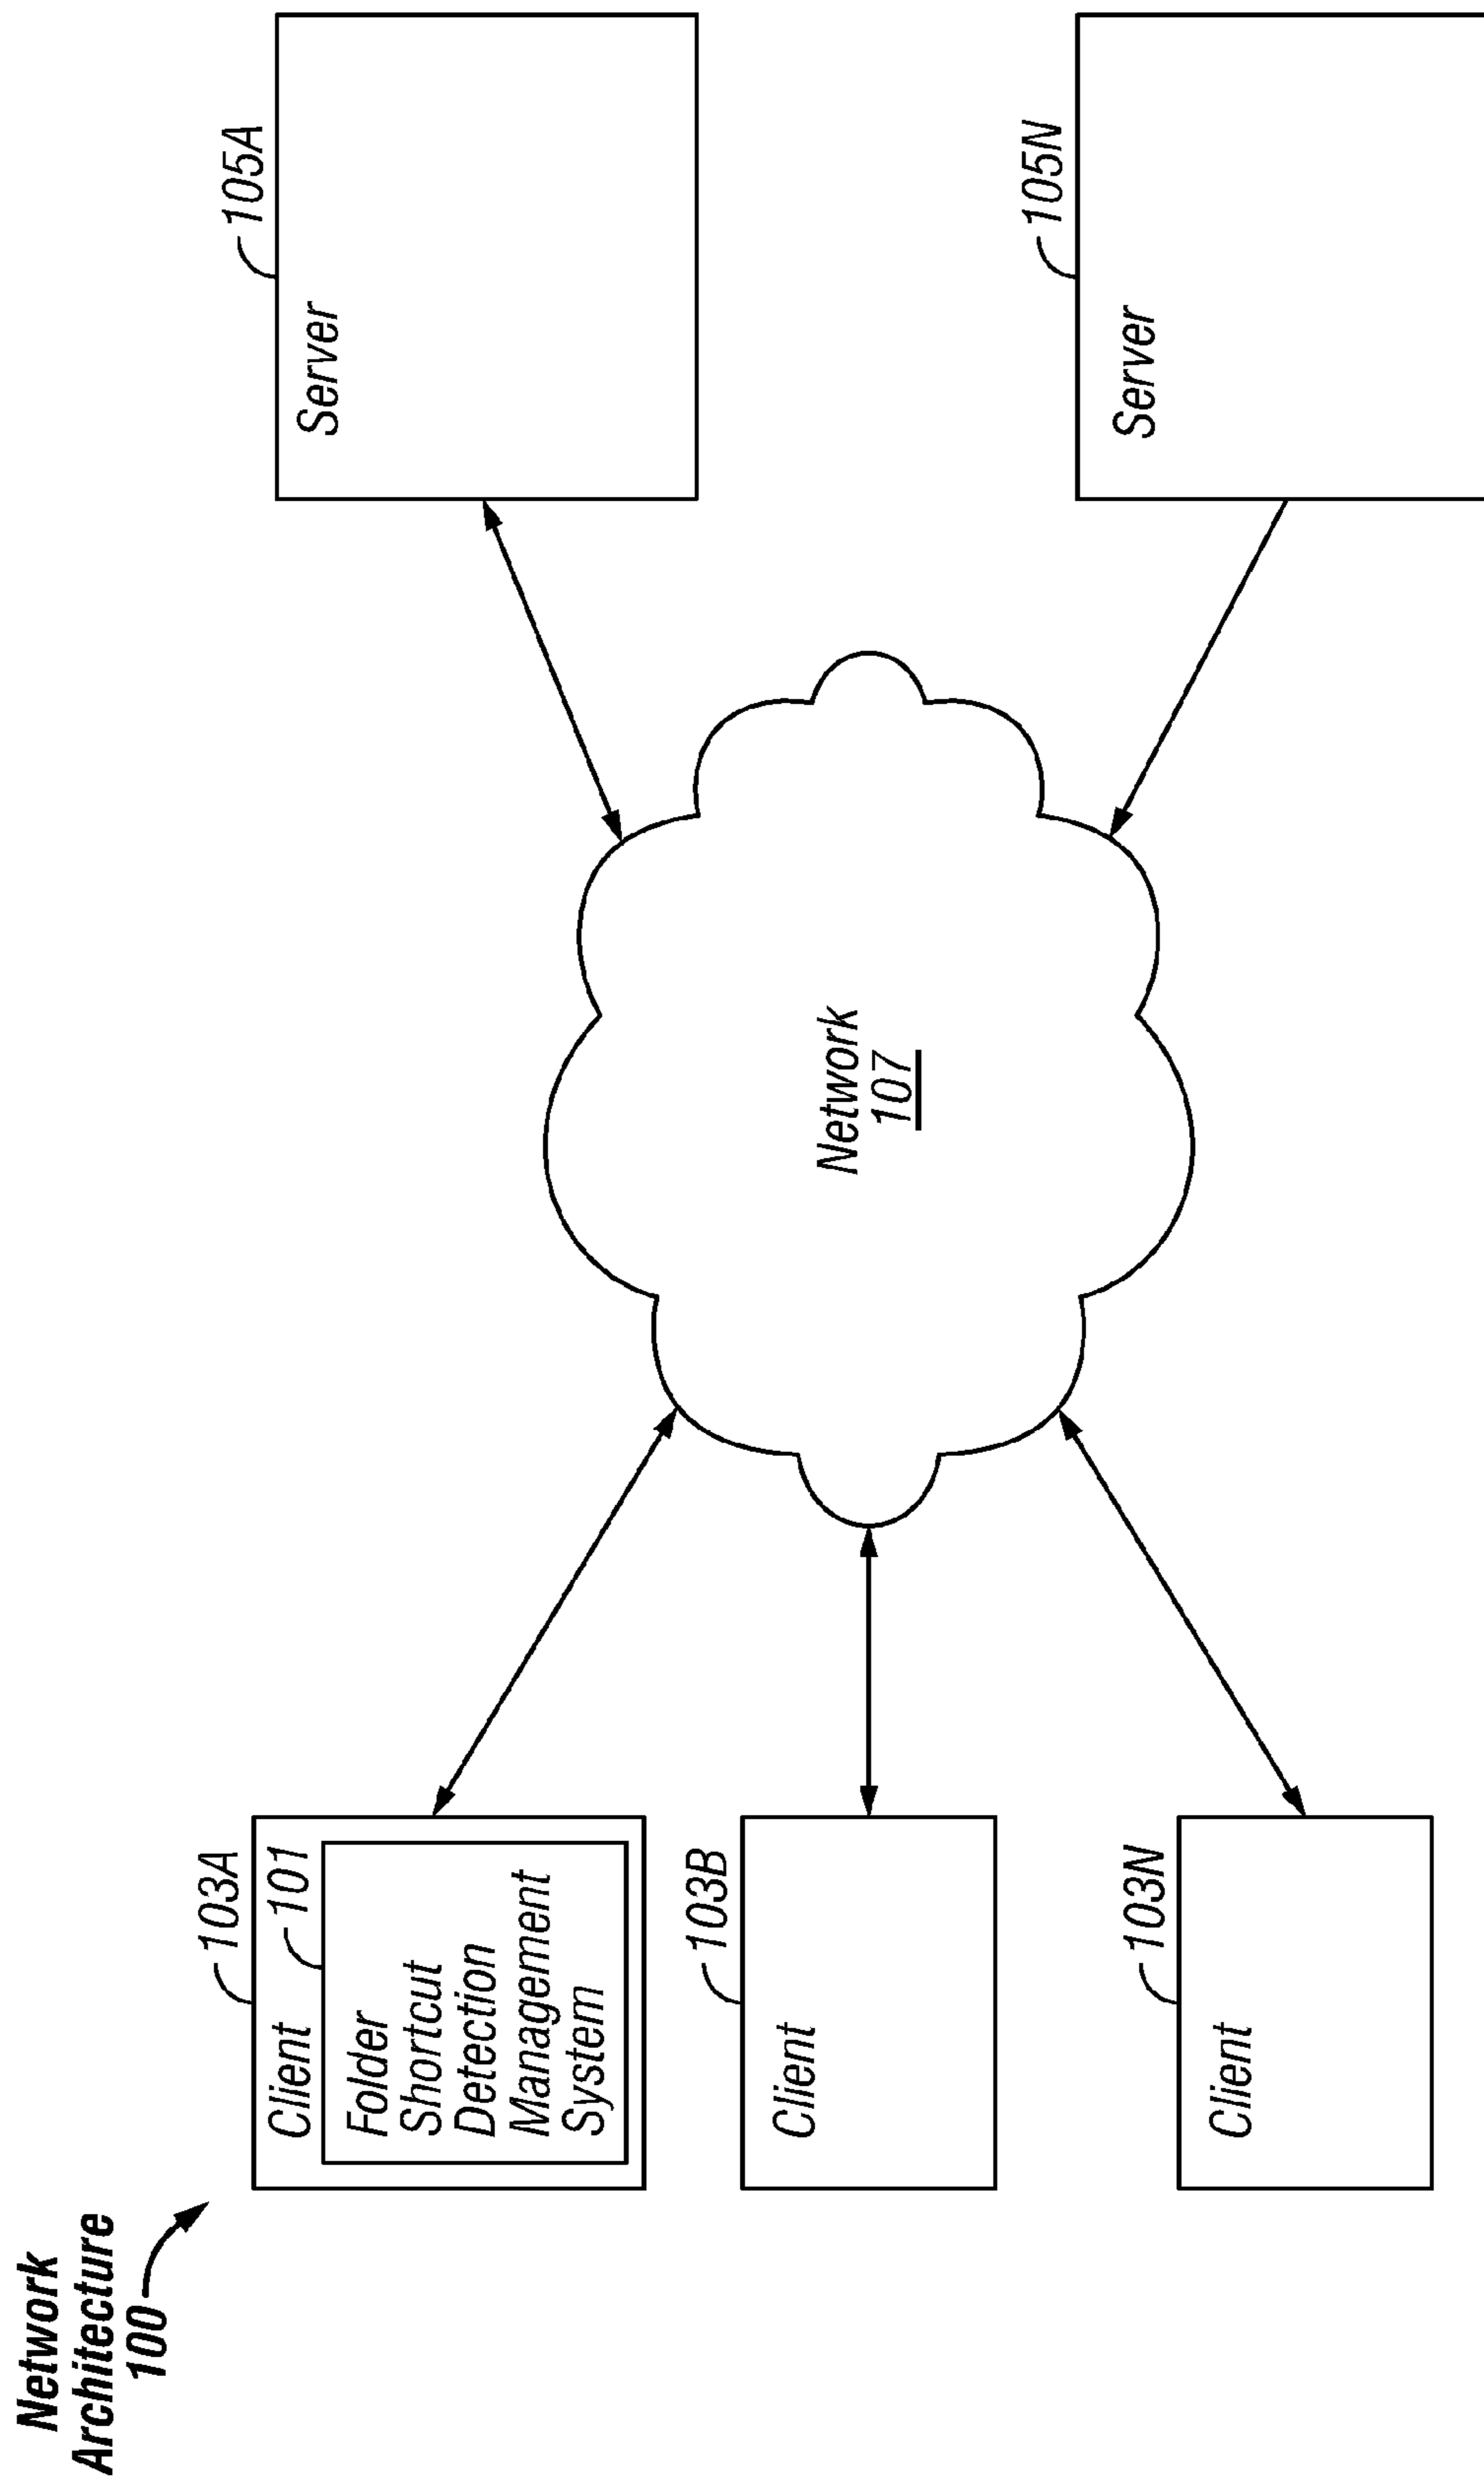 Network
Architecture
100
103A
Client
101
Folder
Shortcut
Detection
Management
System
103B
Client
103N
Client
Network
107
105A
Server
105N
Server